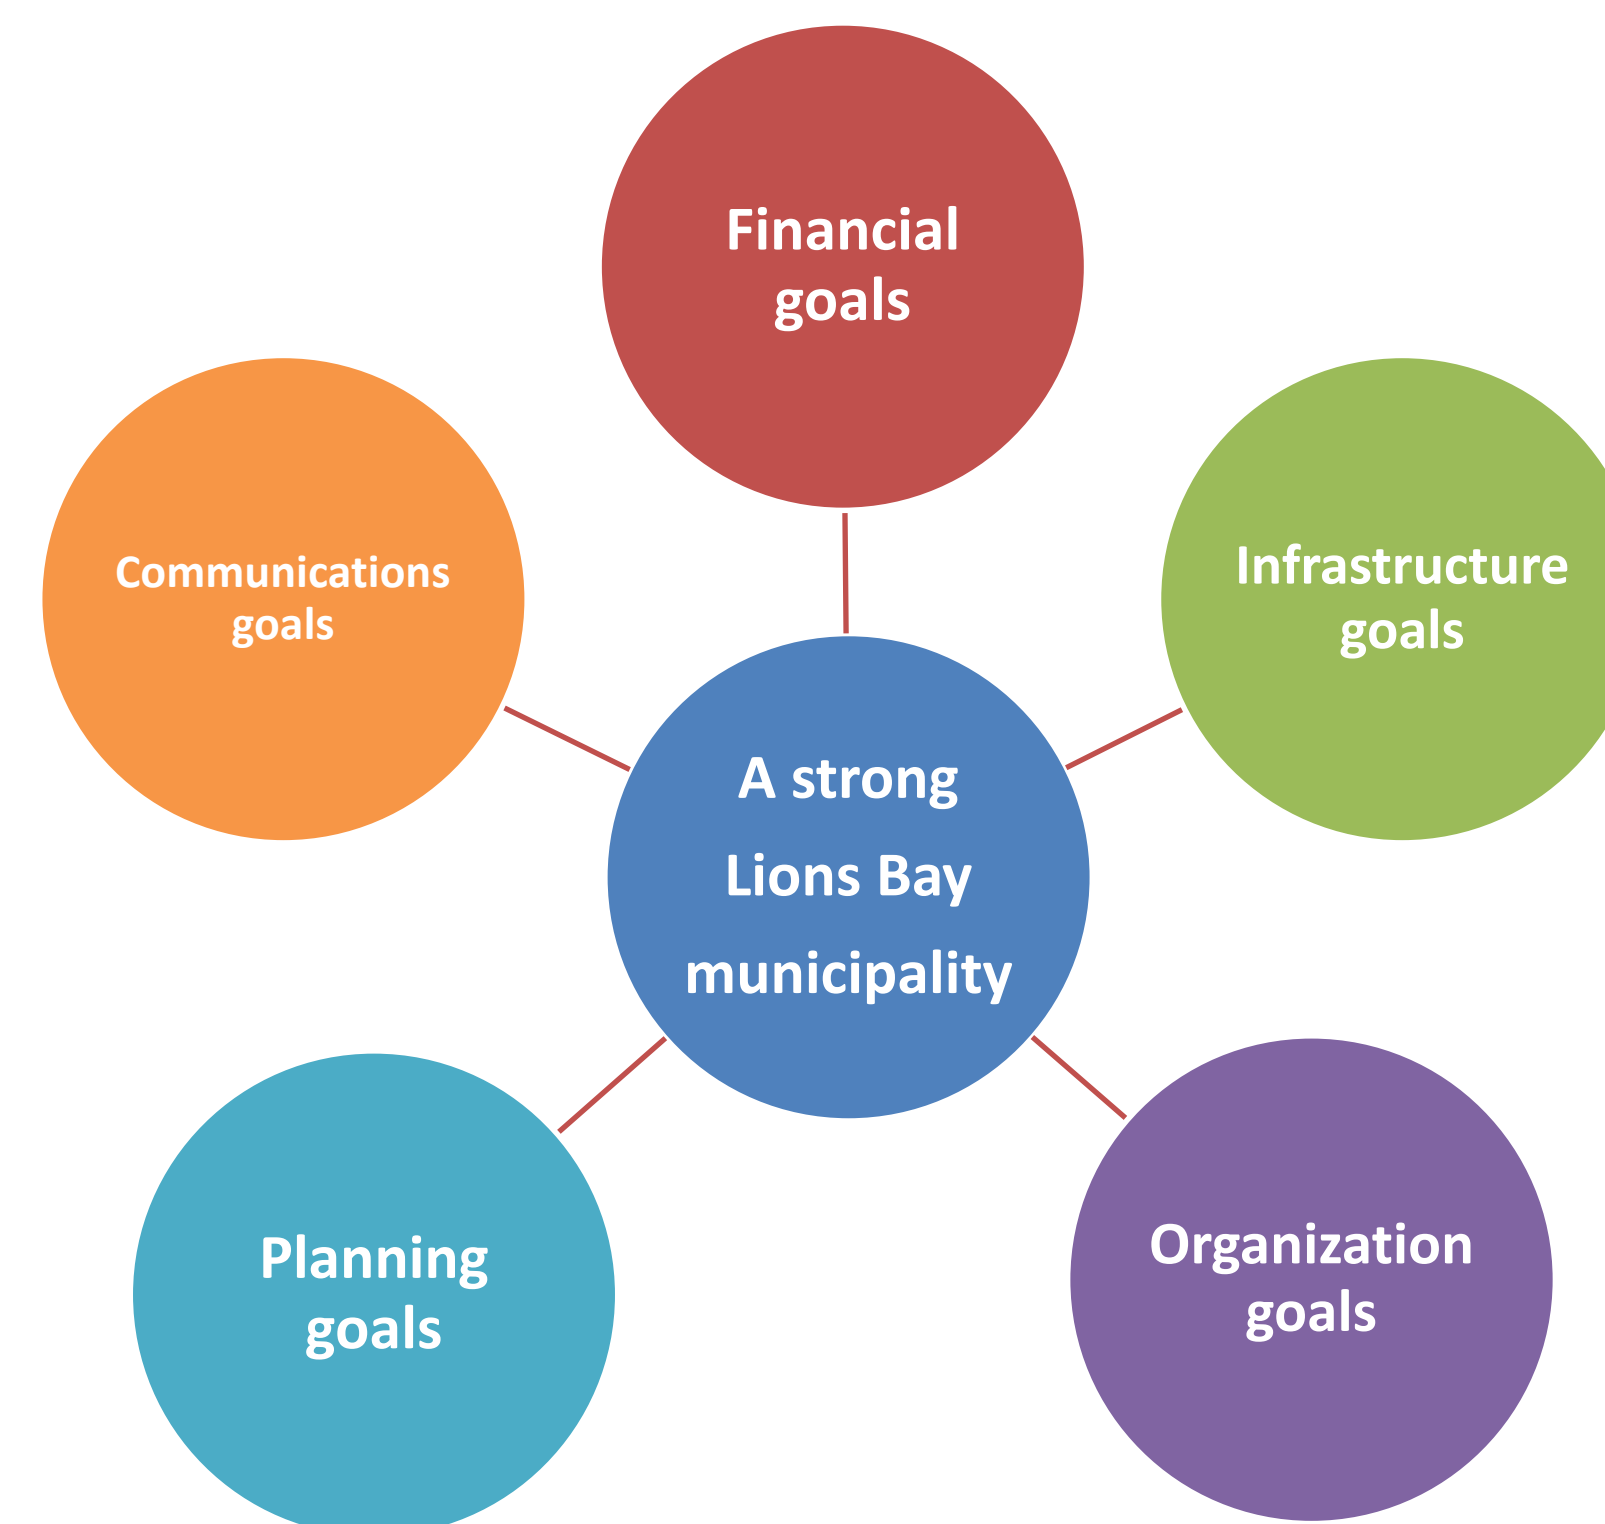 Financial
goals
Communications
goals
Infrastructure
goals
A strong
Lions Bay
municipality
Planning
goals
Organization
goals